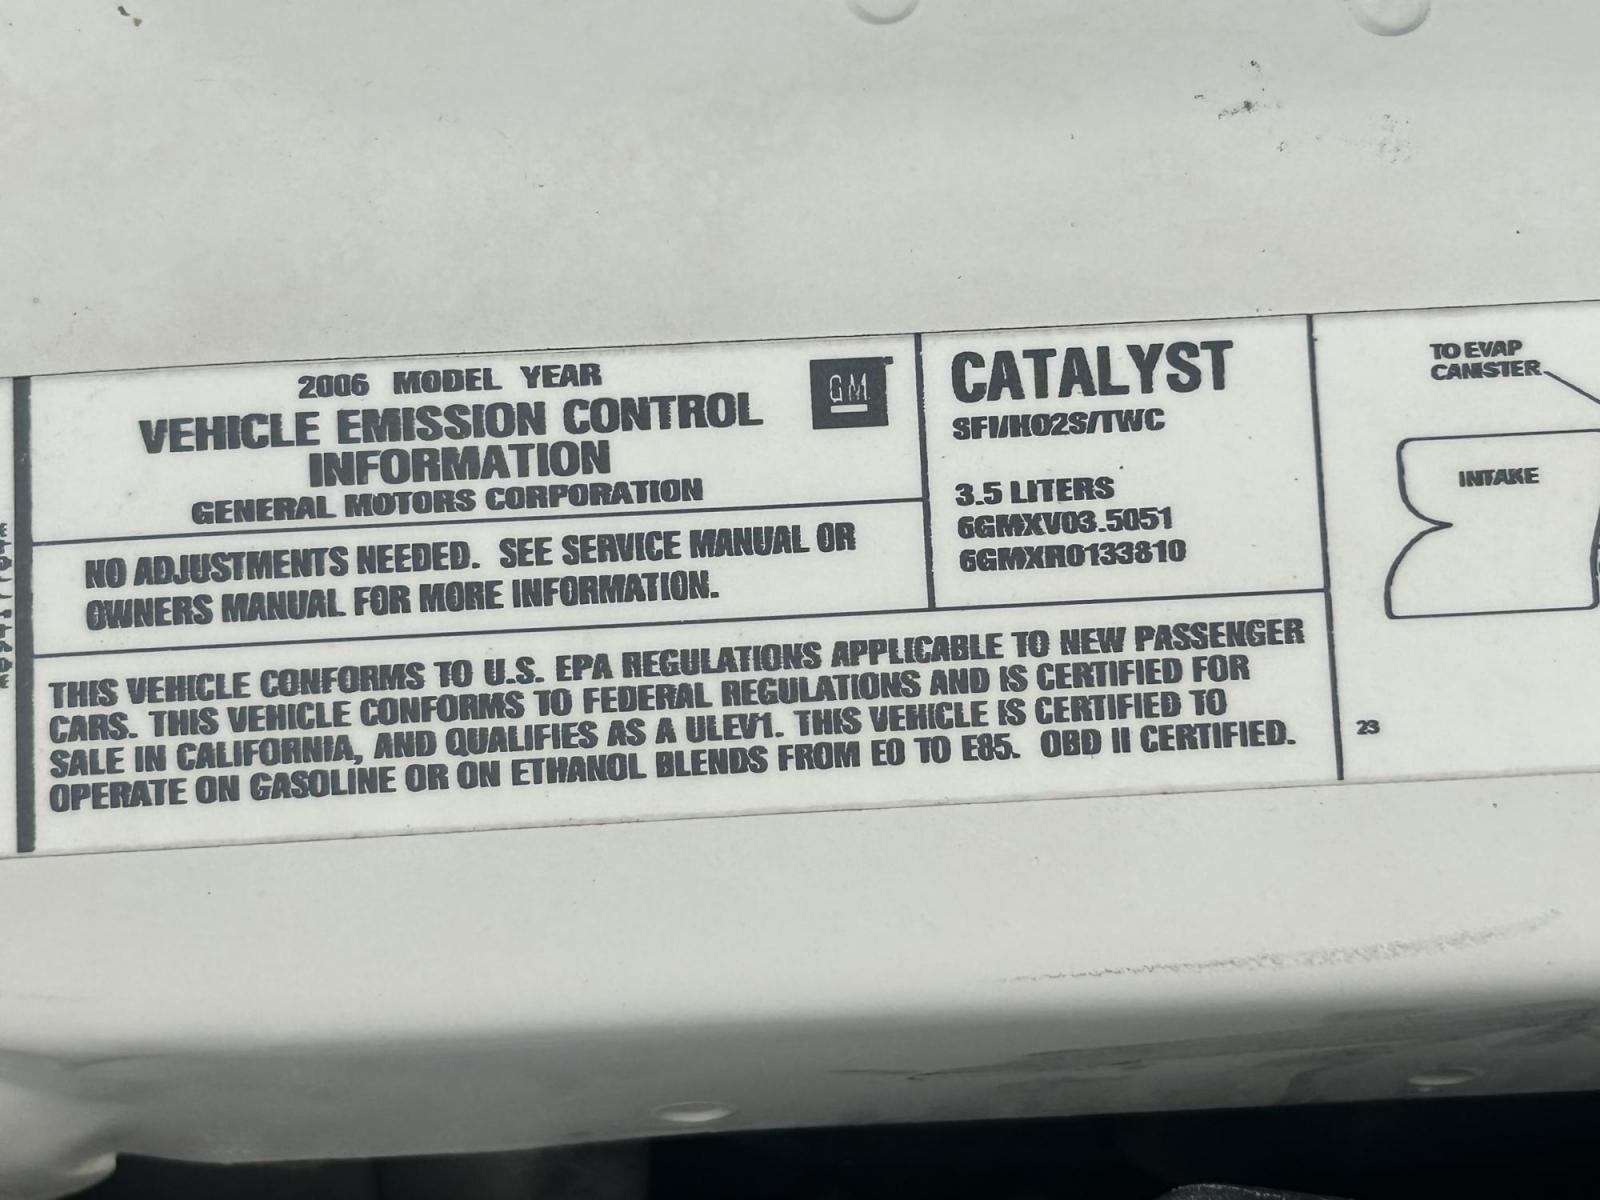 2006 MODEL YEAR
VEHICLE EMISSION CONTROL
INFORMATION
GENERAL MOTORS CORPORATION
GM
NO ADJUSTMENTS NEEDED. SEE SERVICE MANUAL OR
OWNERS MANUAL FOR MORE INFORMATION.
CATALYST
SFI/HO2S/TWC
3.5 LITERS
6GMXV03.5051
6GMXR0133810
THIS VEHICLE CONFORMS TO U.S. EPA REGULATIONS APPLICABLE TO NEW PASSENGER
CARS. THIS VEHICLE CONFORMS TO FEDERAL REGULATIONS AND IS CERTIFIED FOR
SALE IN CALIFORNIA, AND QUALIFIES AS A ULEV1. THIS VEHICLE IS CERTIFIED TO
OPERATE ON GASOLINE OR ON ETHANOL BLENDS FROM E0 TO E85. OBD II CERTIFIED.
TO EVAP
CANISTER
INTAKE
23